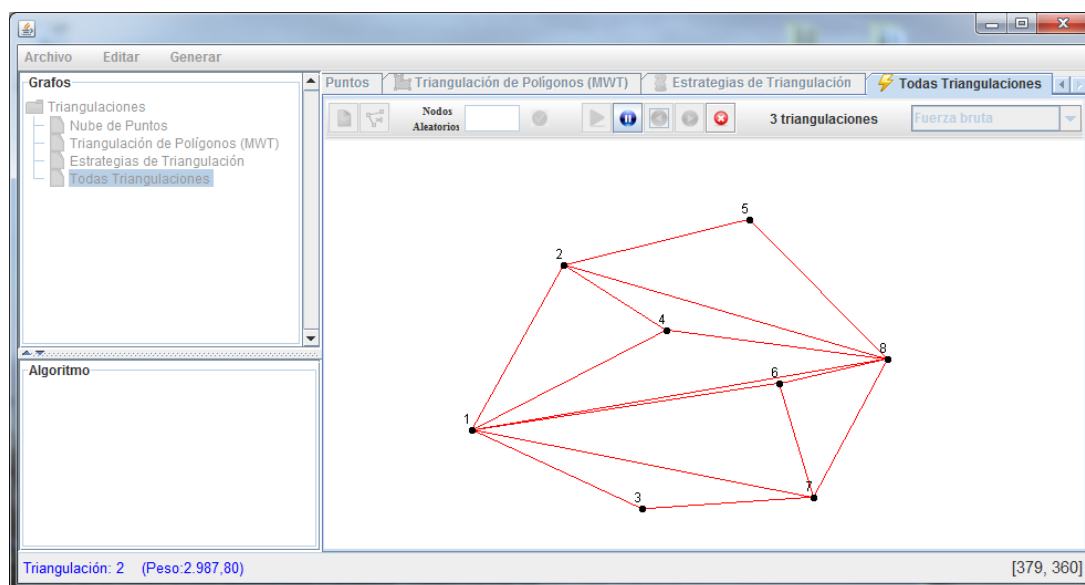 Archivo Editar Generar
Grafos
Triangulaciones
Nube de Puntos
Triangulación de Polígonos (MWT)
Estrategias de Triangulación
Todas Triangulaciones
Algoritmo
Puntos Triangulación de Polígonos (MWT) Estrategias de Triangulación Todas Triangulaciones
Nodos
Aleatorios
3 triangulaciones Fuerza bruta
5
2
4
8
6
1
7
3
Triangulación: 2 (Peso:2.987,80) [379, 360]